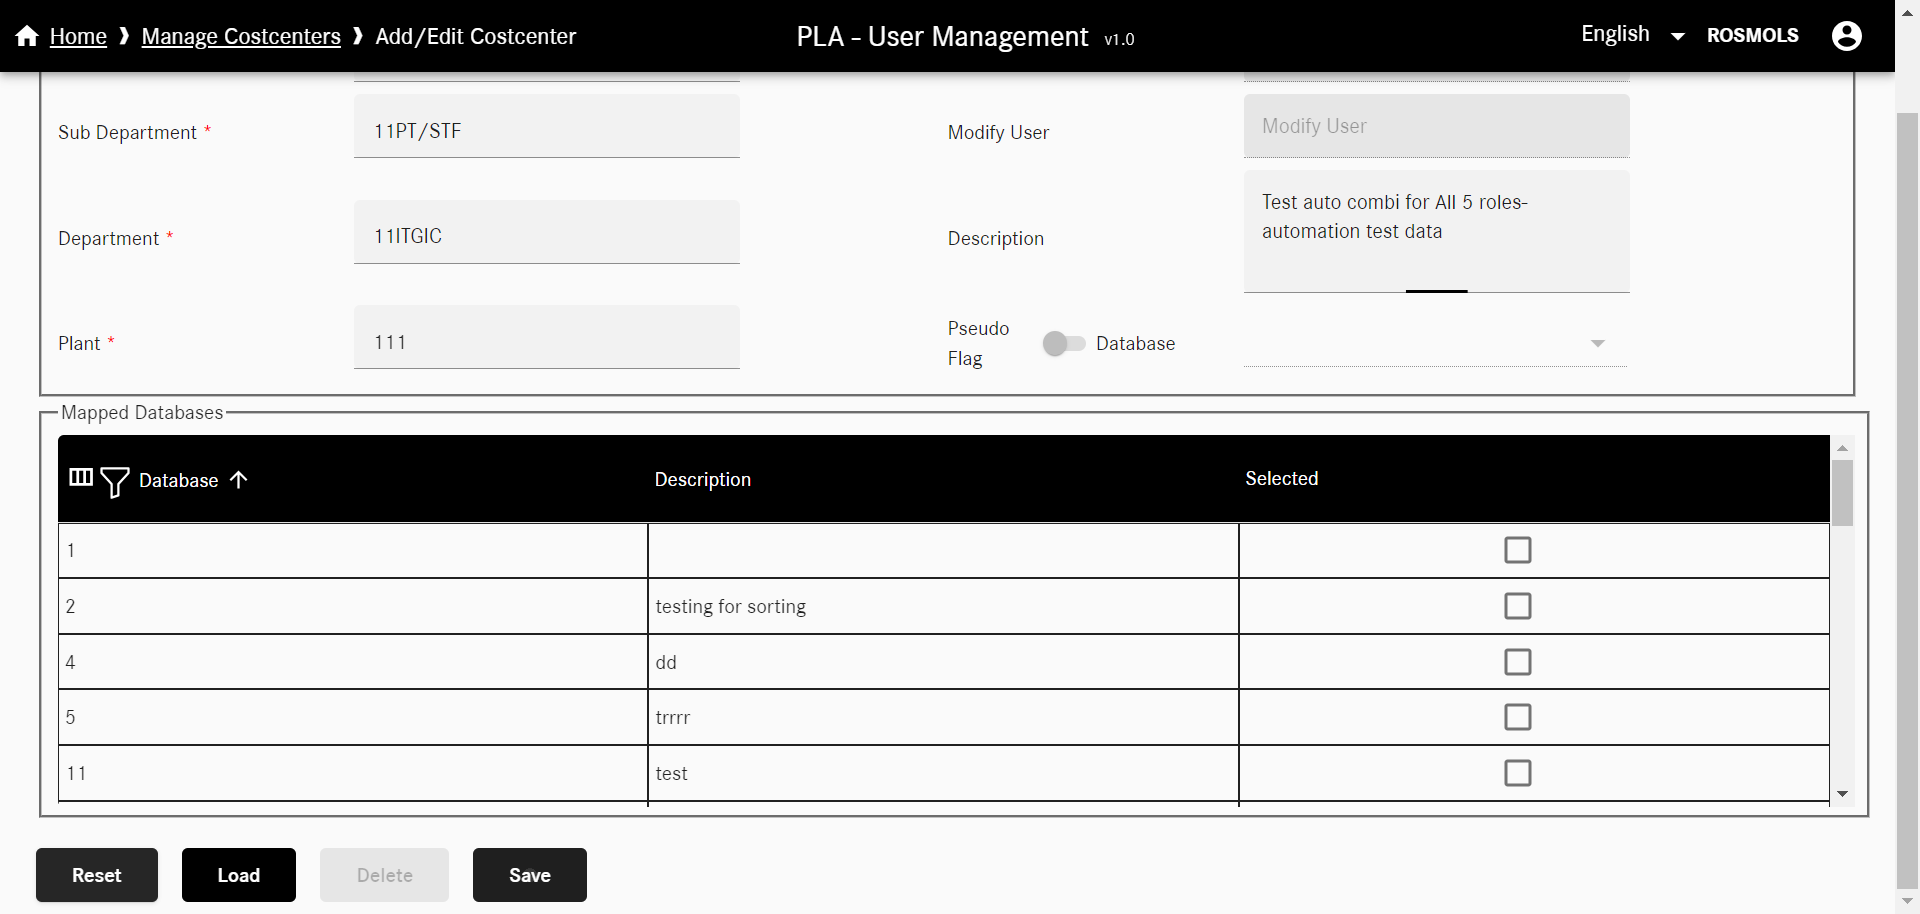 Home ❱ Manage Costcenters ❱ Add/Edit Costcenter
PLA - User Management v1.0
English
ROSMOLS
Sub Department *
11PT/STF
Modify User
Modify User
Department *
11ITGIC
Description
Test auto combi for All 5 roles-
automation test data
Plant *
111
Pseudo
Flag
Database
Mapped Databases
Database
Description
Selected
1
2
testing for sorting
4
dd
5
trrrr
11
test
Reset
Load
Delete
Save